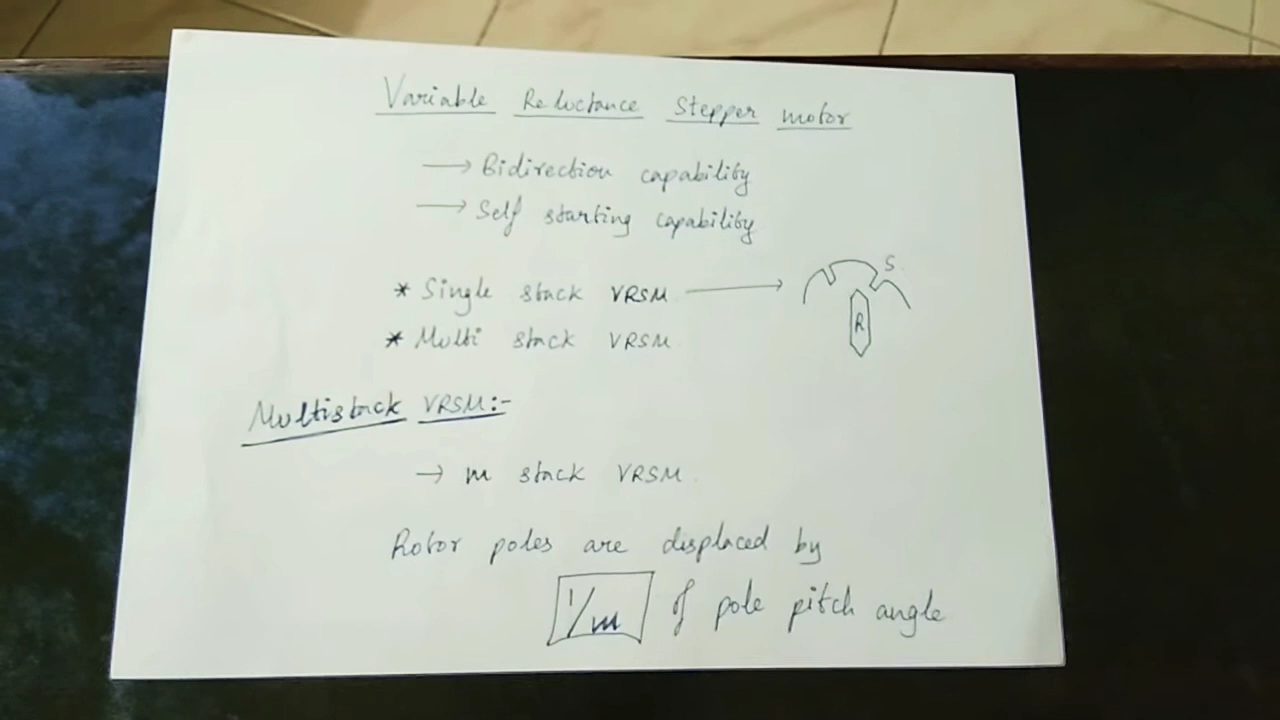 Variable Reluctance Stepper motor
→ Bidirection capability
→ Self starting capability
* Single stack VRSM →
S
R
* Multi stack VRSM
Multistack VRSM:-
→ m stack VRSM
Rotor poles are displaced by
1/m of pole pitch angle